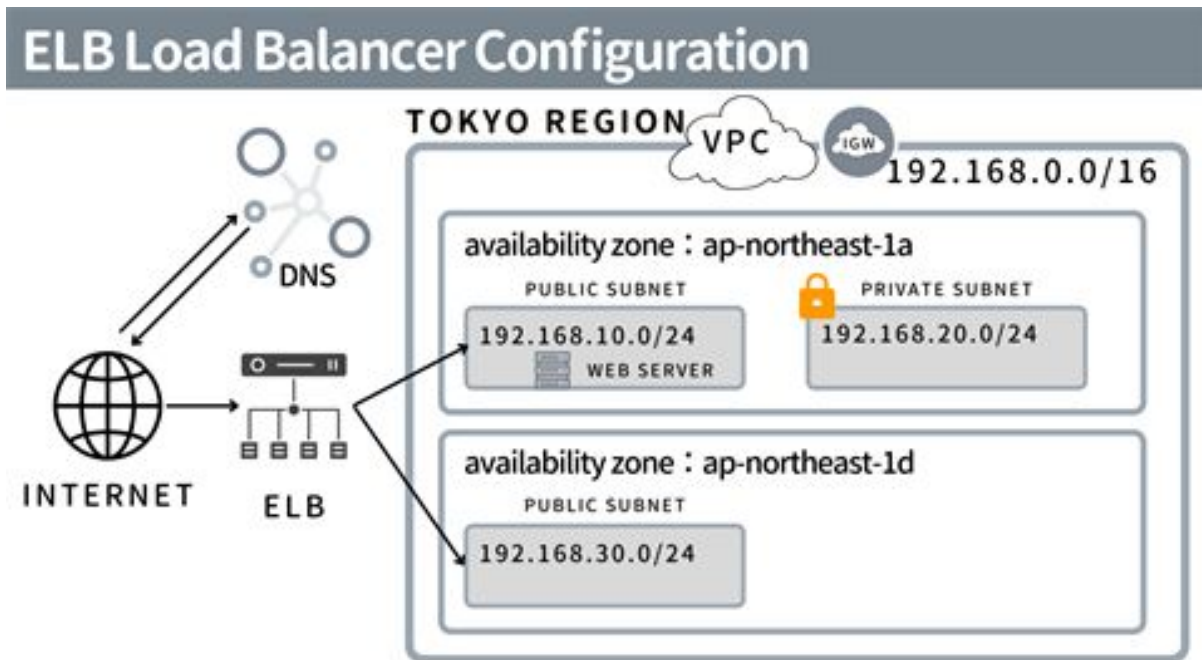 ELB Load Balancer Configuration
TOKYO REGION
VPC
IGW
192.168.0.0/16
DNS
availability zone：ap-northeast-1a
PUBLIC SUBNET
192.168.10.0/24
WEB SERVER
PRIVATE SUBNET
192.168.20.0/24
INTERNET
ELB
availability zone：ap-northeast-1d
PUBLIC SUBNET
192.168.30.0/24